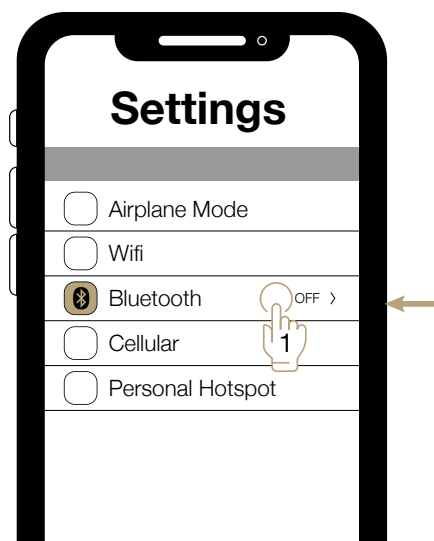 Settings
Airplane Mode
Wifi
Bluetooth OFF
1
Cellular
Personal Hotspot